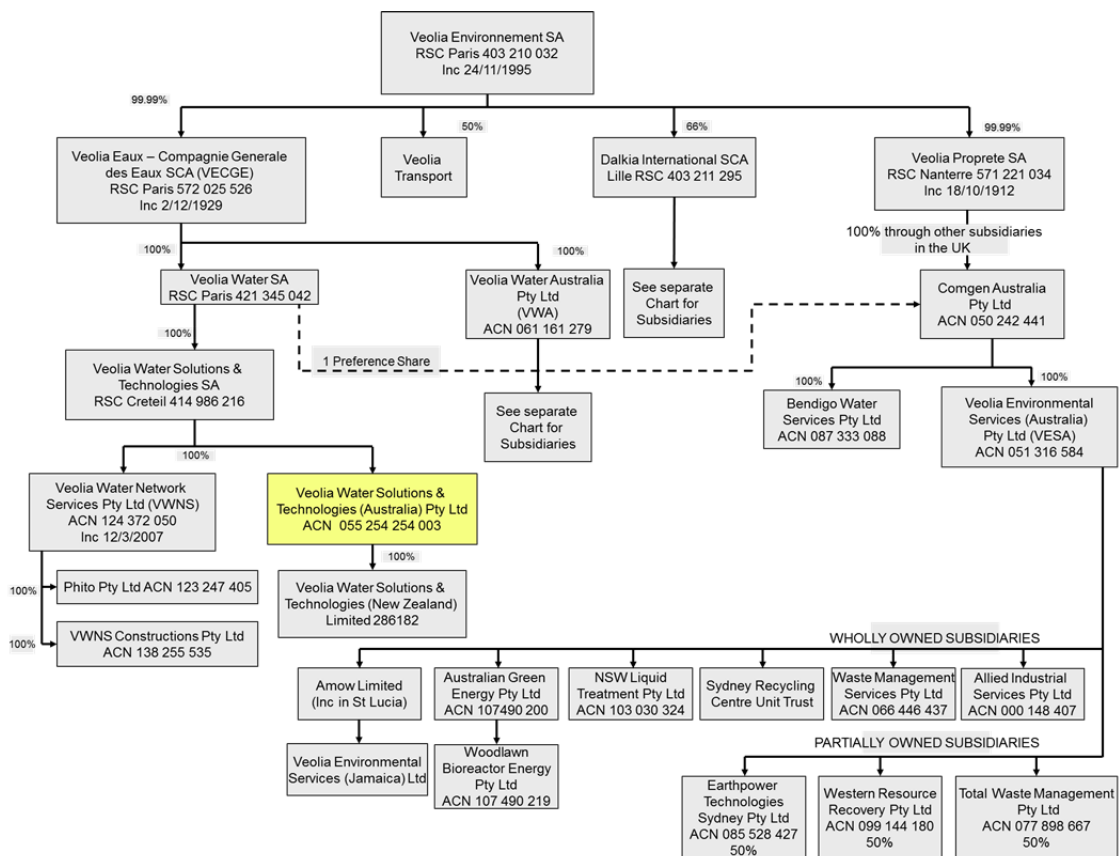 Veolia Environnement SA
RSC Paris 403 210 032
Inc 24/11/1995
99.99%
50%
66%
99.99%
Veolia Eaux – Compagnie Generale
des Eaux SCA (VECGE)
RSC Paris 572 025 526
Inc 2/12/1929
Veolia
Transport
Dalkia International SCA
Lille RSC 403 211 295
Veolia Proprete SA
RSC Nanterre 571 221 034
Inc 18/10/1912
100% through other subsidiaries
in the UK
100%
100%
Veolia Water SA
RSC Paris 421 345 042
Veolia Water Australia
Pty Ltd
(VWA)
ACN 061 161 279
See separate
Chart for
Subsidiaries
Comgen Australia
Pty Ltd
ACN 050 242 441
100%
1 Preference Share
Veolia Water Solutions &
Technologies SA
RSC Creteil 414 986 216
See separate
Chart for
Subsidiaries
100%
100%
Bendigo Water
Services Pty Ltd
ACN 087 333 088
Veolia Environmental
Services (Australia)
Pty Ltd (VESA)
ACN 051 316 584
100%
Veolia Water Network
Services Pty Ltd (VWNS)
ACN 124 372 050
Inc 12/3/2007
Veolia Water Solutions &
Technologies (Australia) Pty Ltd
ACN 055 254 254 003
100%
100%
Phito Pty Ltd ACN 123 247 405
Veolia Water Solutions &
Technologies (New Zealand)
Limited 286182
100%
VWNS Constructions Pty Ltd
ACN 138 255 535
WHOLLY OWNED SUBSIDIARIES
Amow Limited
(Inc in St Lucia)
Australian Green
Energy Pty Ltd
ACN 107490 200
NSW Liquid
Treatment Pty Ltd
ACN 103 030 324
Sydney Recycling
Centre Unit Trust
Waste Management
Services Pty Ltd
ACN 066 446 437
Allied Industrial
Services Pty Ltd
ACN 000 148 407
Veolia Environmental
Services (Jamaica) Ltd
Woodlawn
Bioreactor Energy
Pty Ltd
ACN 107 490 219
PARTIALLY OWNED SUBSIDIARIES
Earthpower
Technologies
Sydney Pty Ltd
ACN 085 528 427
50%
Western Resource
Recovery Pty Ltd
ACN 099 144 180
50%
Total Waste Management
Pty Ltd
ACN 077 898 667
50%